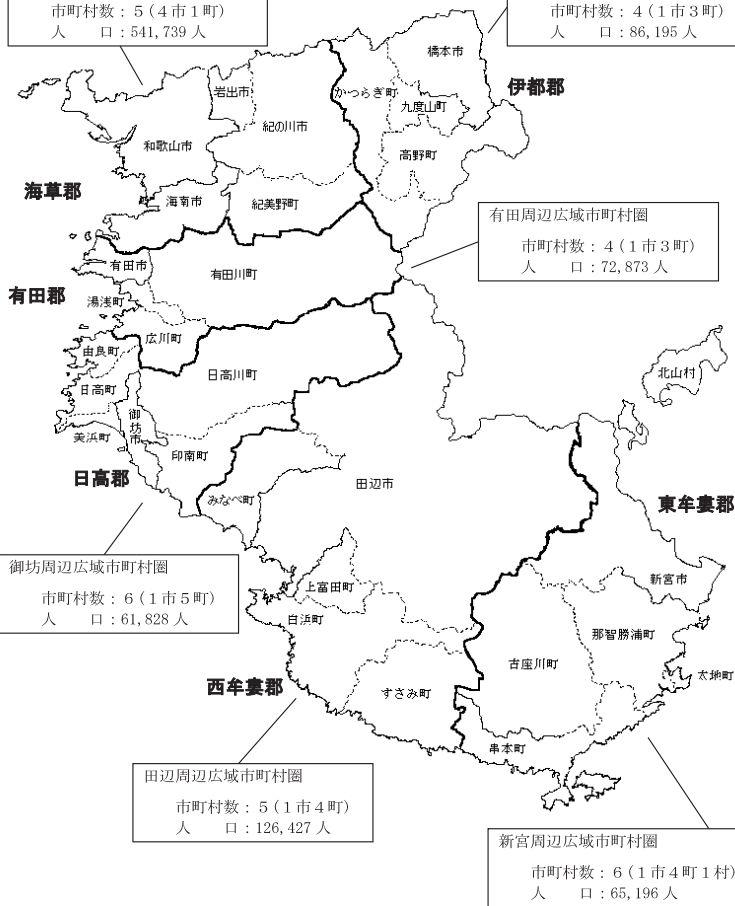 市町村数：5(4市1町)
人　　口：541,739人
市町村数：4(1市3町)
人　　口：86,195人
橋本市
岩出市
かつらぎ町
伊都郡
九度山町
紀の川市
和歌山市
高野町
海草郡
海南市
紀美野町
有田周辺広域市町村圏
市町村数：4(1市3町)
人　　口：72,873人
有田市
有田川町
有田郡
湯浅町
広川町
由良町
日高川町
北山村
日高町
御坊市
美浜町
印南町
日高郡
田辺市
みなべ町
東牟婁郡
御坊周辺広域市町村圏
市町村数：6(1市5町)
人　　口：61,828人
上富田町
新宮市
白浜町
那智勝浦町
古座川町
太地町
西牟婁郡
すさみ町
串本町
田辺周辺広域市町村圏
市町村数：5(1市4町)
人　　口：126,427人
新宮周辺広域市町村圏
市町村数：6(1市4町1村)
人　　口：65,196人